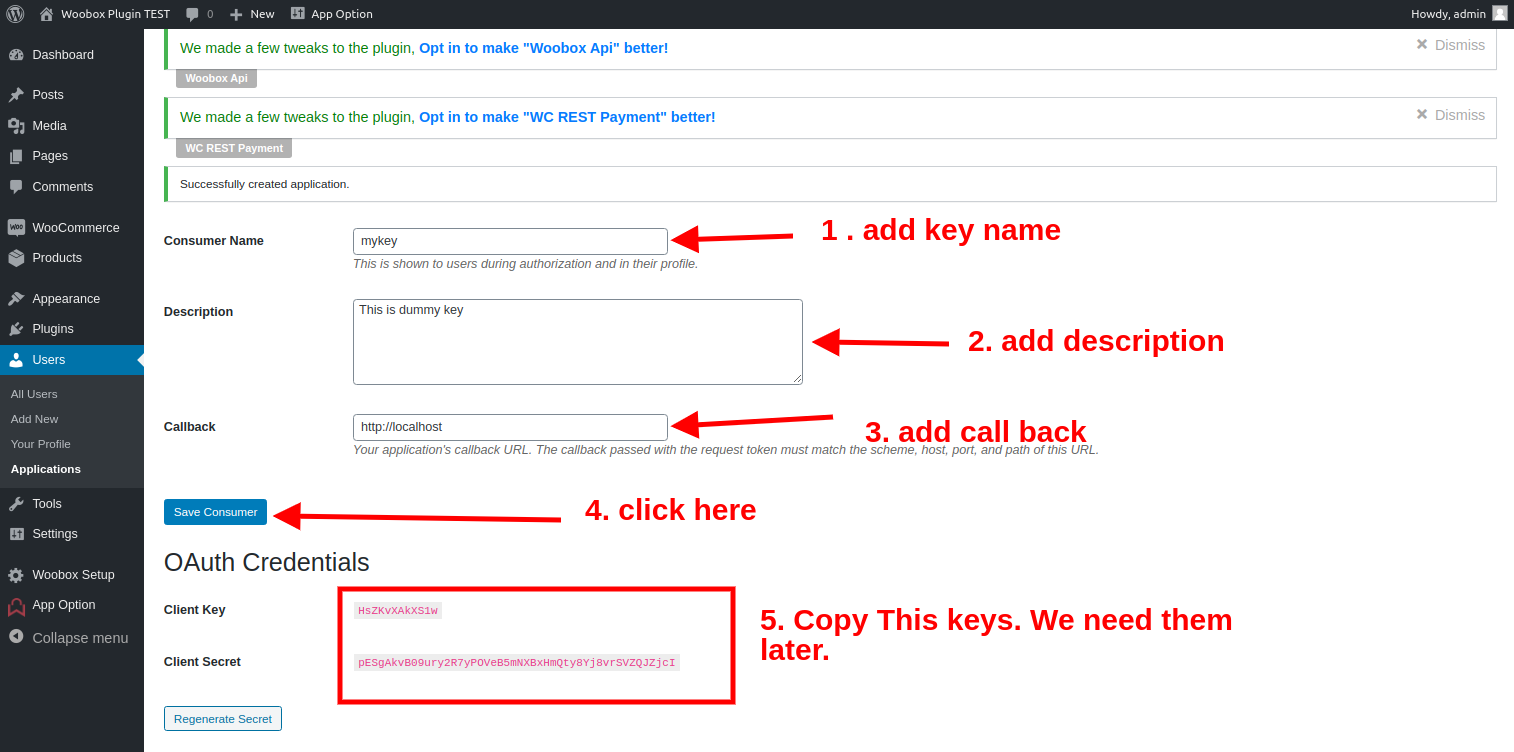 Woobox Plugin TEST
0
New
App Option
Howdy, admin
Dashboard
Posts
Media
Pages
Comments
WooCommerce
Products
Appearance
Plugins
Users
All Users
Add New
Your Profile
Applications
Tools
Settings
Woobox Setup
App Option
Collapse menu
We made a few tweaks to the plugin, Opt in to make "Woobox Api" better!
Dismiss
Woobox Api
We made a few tweaks to the plugin, Opt in to make "WC REST Payment" better!
Dismiss
WC REST Payment
Successfully created application.
Consumer Name
mykey
1 . add key name
This is shown to users during authorization and in their profile.
Description
This is dummy key
2. add description
Callback
http://localhost
3. add call back
Your application's callback URL. The callback passed with the request token must match the scheme, host, port, and path of this URL.
Save Consumer
4. click here
OAuth Credentials
Client Key
HsZKvXAkXS1w
5. Copy This keys. We need them
later.
Client Secret
pESgAkvB09ury2R7yPOVeB5mNXBxHmQty8Yj8vrSVZQJZjcI
Regenerate Secret